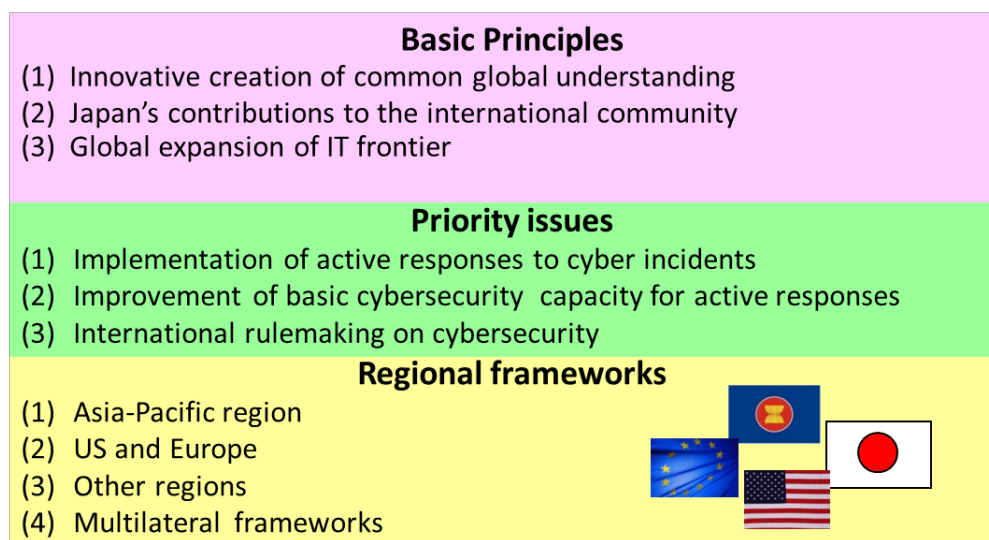 Basic Principles
(1) Innovative creation of common global understanding
(2) Japan’s contributions to the international community
(3) Global expansion of IT frontier
Priority issues
(1) Implementation of active responses to cyber incidents
(2) Improvement of basic cybersecurity capacity for active responses
(3) International rulemaking on cybersecurity
Regional frameworks
(1) Asia-Pacific region
(2) US and Europe
(3) Other regions
(4) Multilateral frameworks